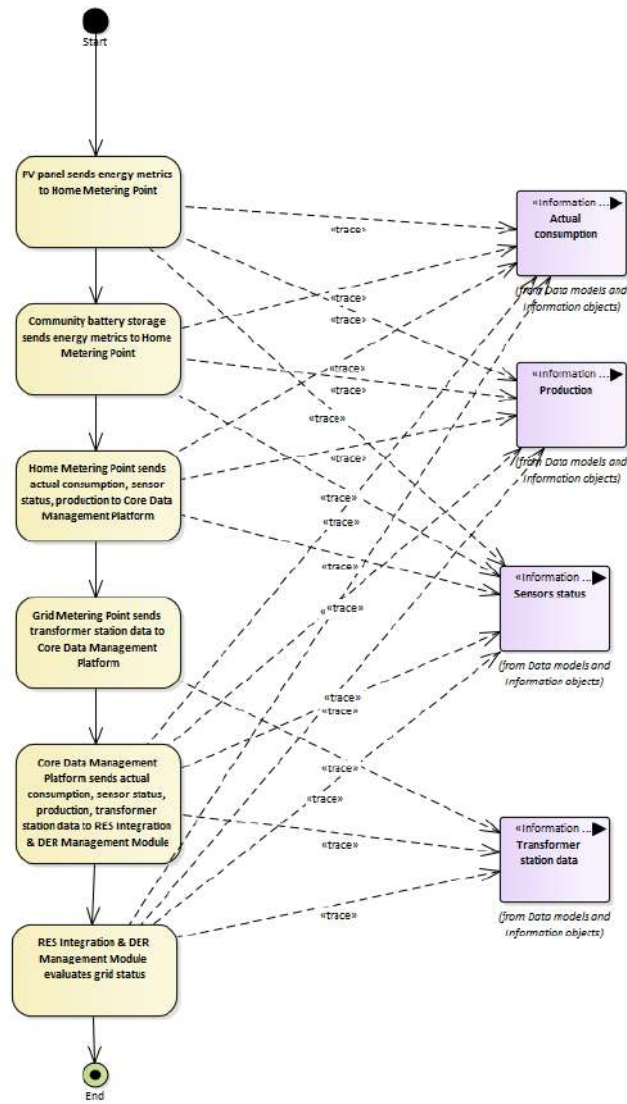 Start
PV panel sends energy metrics
to Home Metering Point
«Information ...
Actual
consumption
«trace»
(from Data models and
Information objects)
«trace»
Community battery storage
sends energy metrics to Home
Metering Point
«trace»
«Information ...
Production
«trace»
«trace»
(from Data models and
Information objects)
Home Metering Point sends
actual consumption, sensor
status, production to Core Data
Management Platform
«trace»
«trace»
«Information ...
Sensors status
«trace»
«
«trace»
Grid Metering Point sends
transformer station data to
Core Data Management
Platform
(from Data models and
Information objects)
«trace»
«trace»
Core Data Management
Platform sends actual
consumption, sensor status,
production, transformer
station data to RES Integration
& DER Management Module
«trace»
«trace»
«Information ...
Transformer
station data
«trace»
«trace»
«trace»
(from Data models and
Information objects)
RES Integration & DER
Management Module
evaluates grid status
End